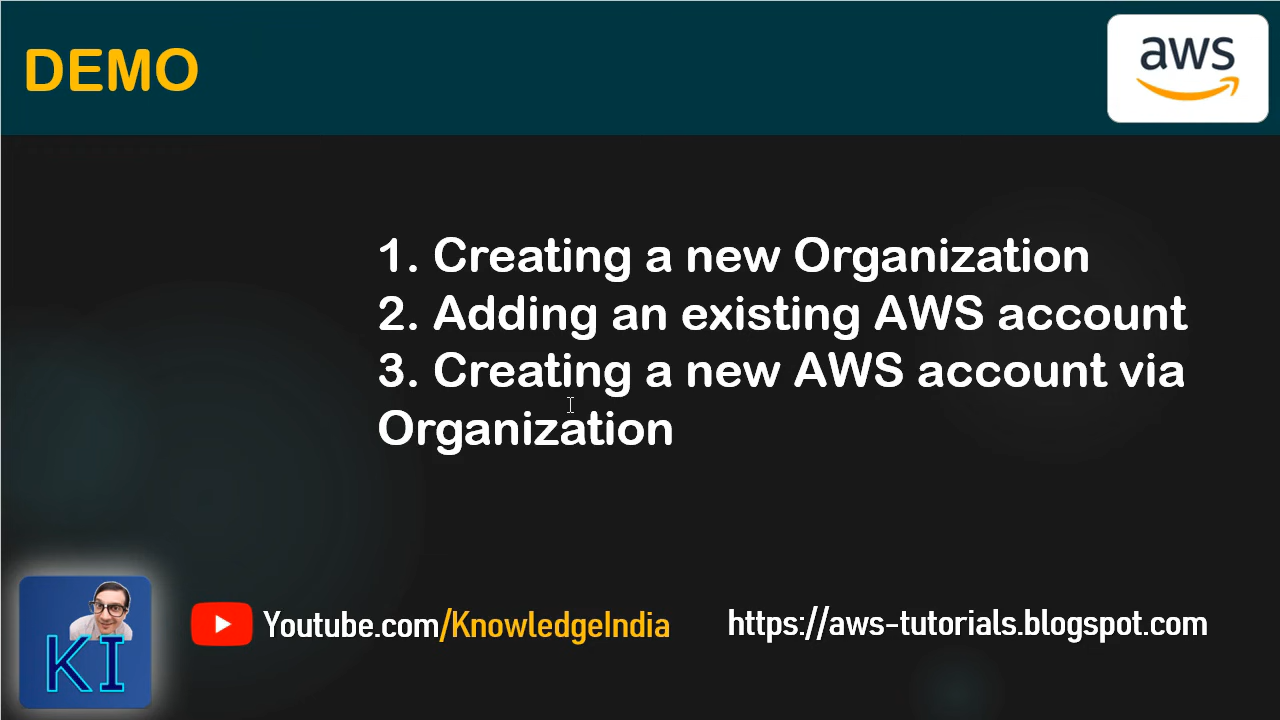 DEMO
aws
1. Creating a new Organization
2. Adding an existing AWS account
3. Creating a new AWS account via
Organization
KI
Youtube.com/KnowledgeIndia
https://aws-tutorials.blogspot.com